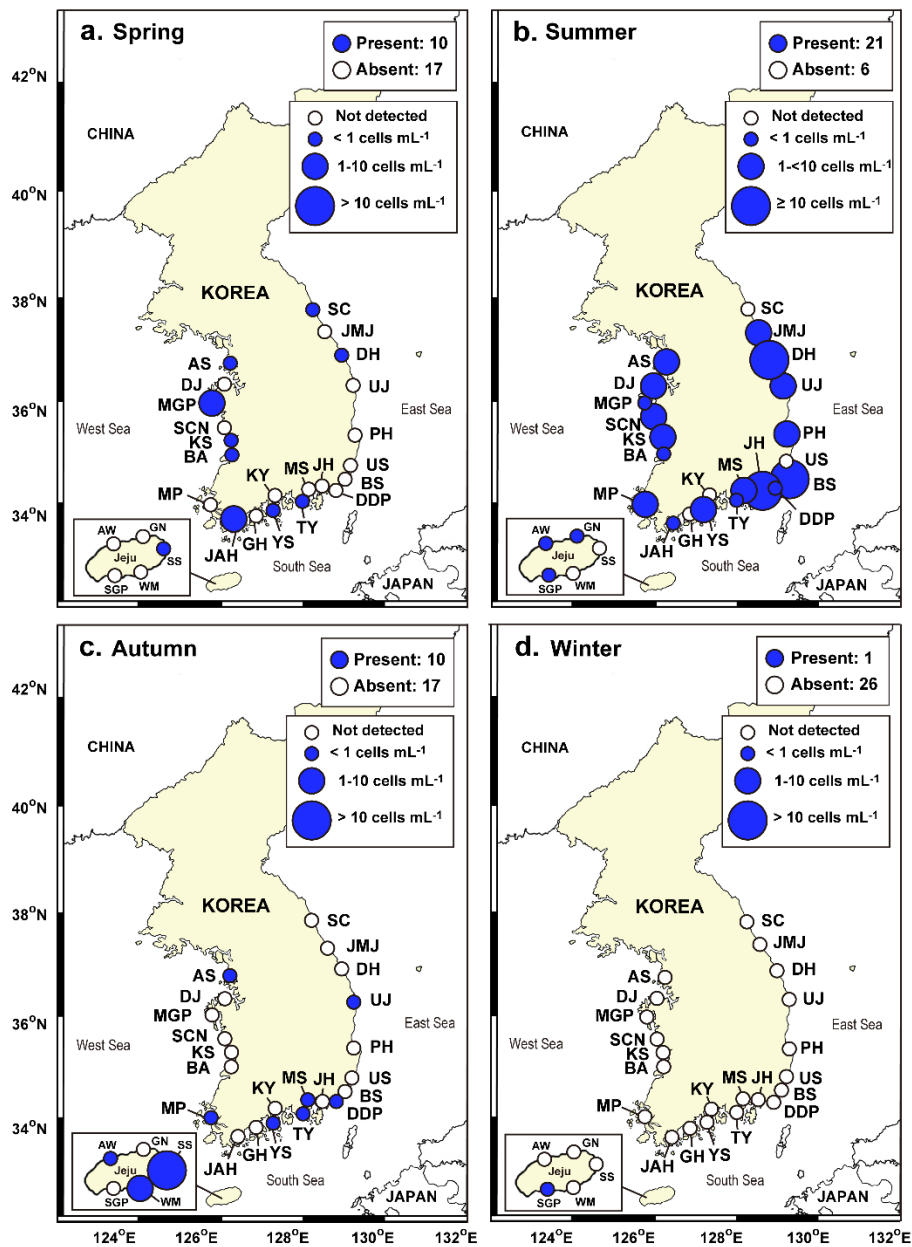 a. Spring
Present: 10
Absent: 17
42°N
CHINA
Not detected
< 1 cells mL-1
1-10 cells mL-1
> 10 cells mL-1
40°N
38°N
KOREA
SC
JMJ
AS
DH
DJ
UJ
36°N
MGP
West Sea
East Sea
SCN
PH
KS
BA
US
MS
JH
KY
BS
MP
DDP
34°N
TY
JAH
GH
YS
AW
GN
Jeju
SS
SGP
WM
South Sea
JAPAN
b. Summer
Present: 21
Absent: 6
CHINA
Not detected
< 1 cells mL-1
1-<10 cells mL-1
≥ 10 cells mL-1
KOREA
SC
JMJ
AS
DH
DJ
UJ
MGP
West Sea
East Sea
SCN
PH
KS
JH
BA
US
MS
KY
BS
MP
DDP
TY
JAH
GH
YS
AW
GN
Jeju
SS
SGP
WM
South Sea
JAPAN
c. Autumn
Present: 10
Absent: 17
42°N
CHINA
Not detected
< 1 cells mL-1
1-10 cells mL-1
> 10 cells mL-1
40°N
38°N
KOREA
SC
JMJ
AS
DH
DJ
UJ
36°N
MGP
West Sea
East Sea
SCN
PH
KS
BA
US
MS
JH
KY
BS
MP
DDP
34°N
TY
JAH
GH
YS
AW
GN
SS
Jeju
SGP
WM
South Sea
JAPAN
124°E
126°E
128°E
130°E
132°E
d. Winter
Present: 1
Absent: 26
CHINA
Not detected
< 1 cells mL-1
1-10 cells mL-1
> 10 cells mL-1
KOREA
SC
JMJ
AS
DH
DJ
UJ
MGP
West Sea
East Sea
SCN
PH
KS
BA
US
MS
JH
KY
BS
MP
DDP
TY
JAH
GH
YS
AW
GN
Jeju
SS
SGP
WM
South Sea
JAPAN
124°E
126°E
128°E
130°E
132°E